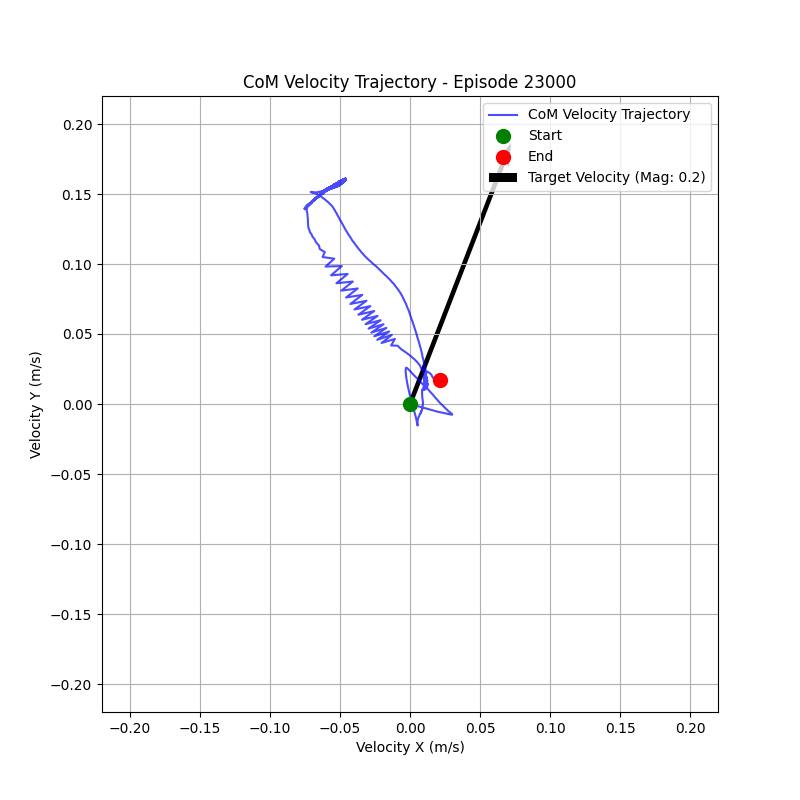 CoM Velocity Trajectory - Episode 23000
CoM Velocity Trajectory
Start
End
Target Velocity (Mag: 0.2)
0.20
0.15
0.10
0.05
0.00
−0.05
−0.10
−0.15
−0.20
Velocity Y (m/s)
−0.20 −0.15 −0.10 −0.05 0.00 0.05 0.10 0.15 0.20
Velocity X (m/s)